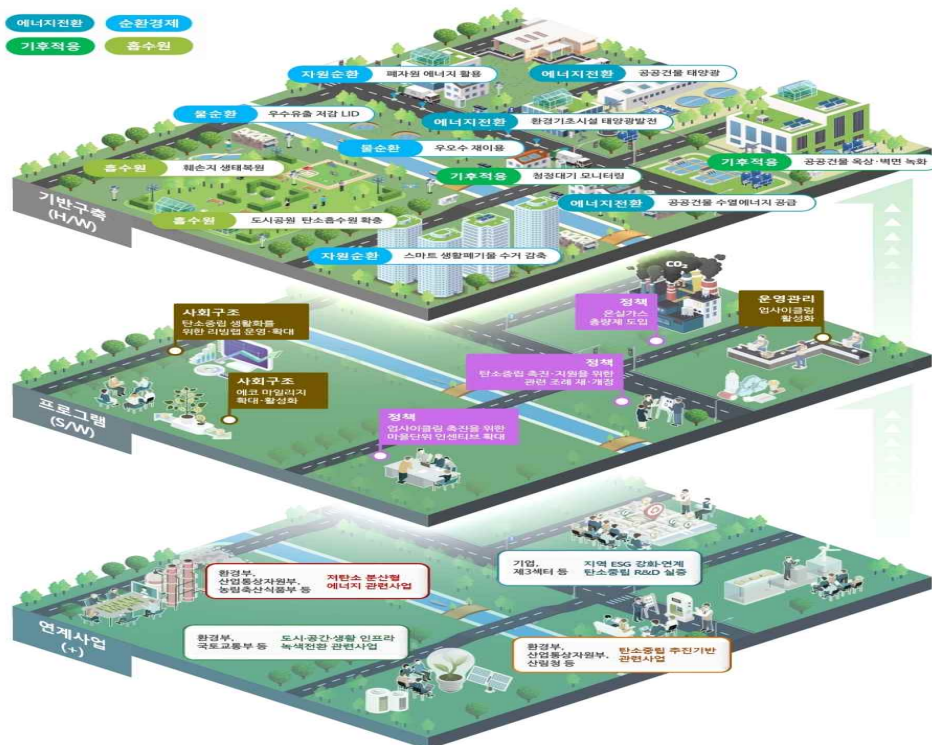 에너지전환
순환경제
기후적응
흡수원
자원순환 폐자원 에너지 활용
에너지전환 공공건물 태양광
물순환 우수유출 저감 LID
에너지전환 환경기초시설 태양광발전
물순환 우오수 재이용
흡수원 훼손지 생태복원
기후적응 청정대기 모니터링
기후적응 공공건물 옥상·벽면 녹화
에너지전환 공공건물 수열에너지 공급
흡수원 도시공원 탄소흡수원 확충
자원순환 스마트 생활폐기물 수거 감축
기반구축
(H/W)
CO₂
사회구조
탄소중립 생활화를
위한 리빙랩 운영·확대
정책
온실가스
총량제 도입
운영관리
업사이클링
활성화
사회구조
에코 마일리지
확대·활성화
정책
탄소중립 촉진·지원을 위한
관련 조례 재·개정
정책
업사이클링 촉진을 위한
마을단위 인센티브 확대
프로그램
(S/W)
환경부,
산업통상자원부,
농림축산식품부 등
저탄소 분산형
에너지 관련사업
기업,
제3섹터 등
지역 ESG 강화·연계
탄소중립 R&D 실증
환경부,
국토교통부 등
도시·공간·생활 인프라
녹색전환 관련사업
환경부,
산업통상자원부,
산림청 등
탄소중립 추진기반
관련사업
연계사업
(+)